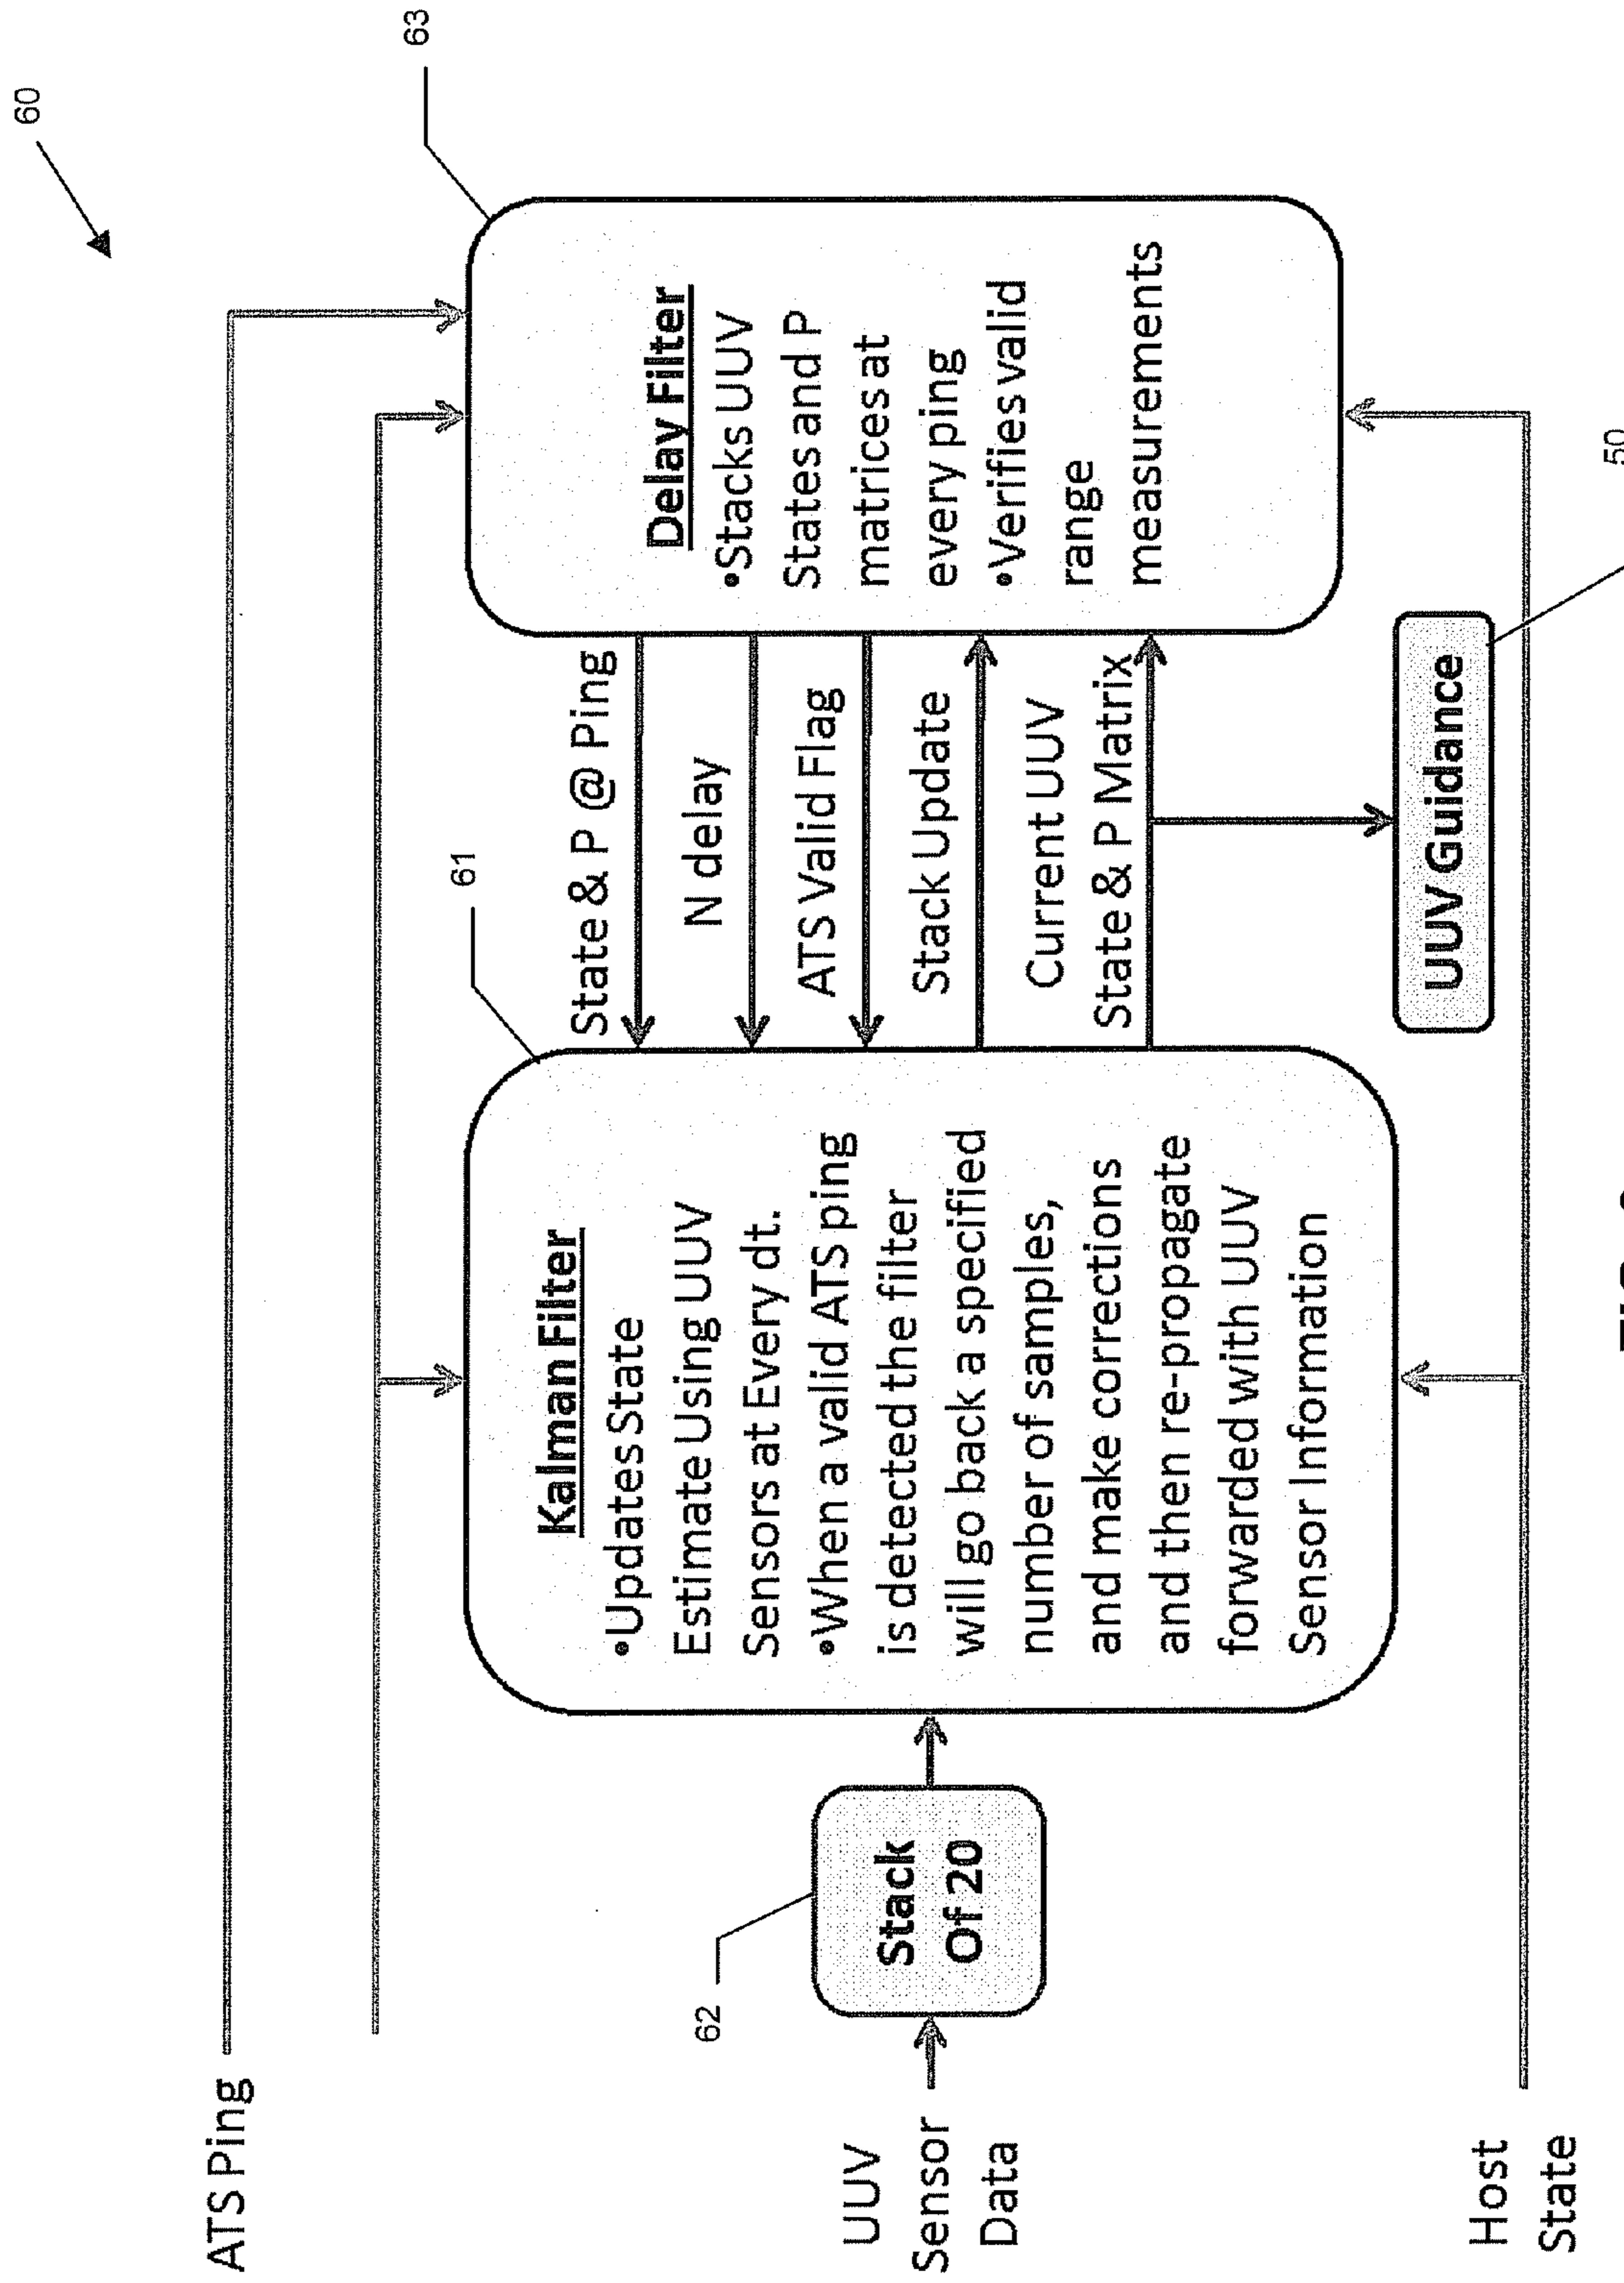 60
63
ATS Ping
61
Kalman Filter
•Updates State
Estimate Using UUV
Sensors at Every dt.
•When a valid ATS ping
is detected the filter
will go back a specified
number of samples,
and make corrections
and then re-propagate
forwarded with UUV
Sensor Information
State & P @ Ping
N delay
ATS Valid Flag
Stack Update
Current UUV
State & P Matrix
Delay Filter
•Stacks UUV
States and P
matrices at
every ping
•Verifies valid
range
measurements
62
Stack
Of 20
UUV
Sensor
Data
UUV Guidance
50
Host
State